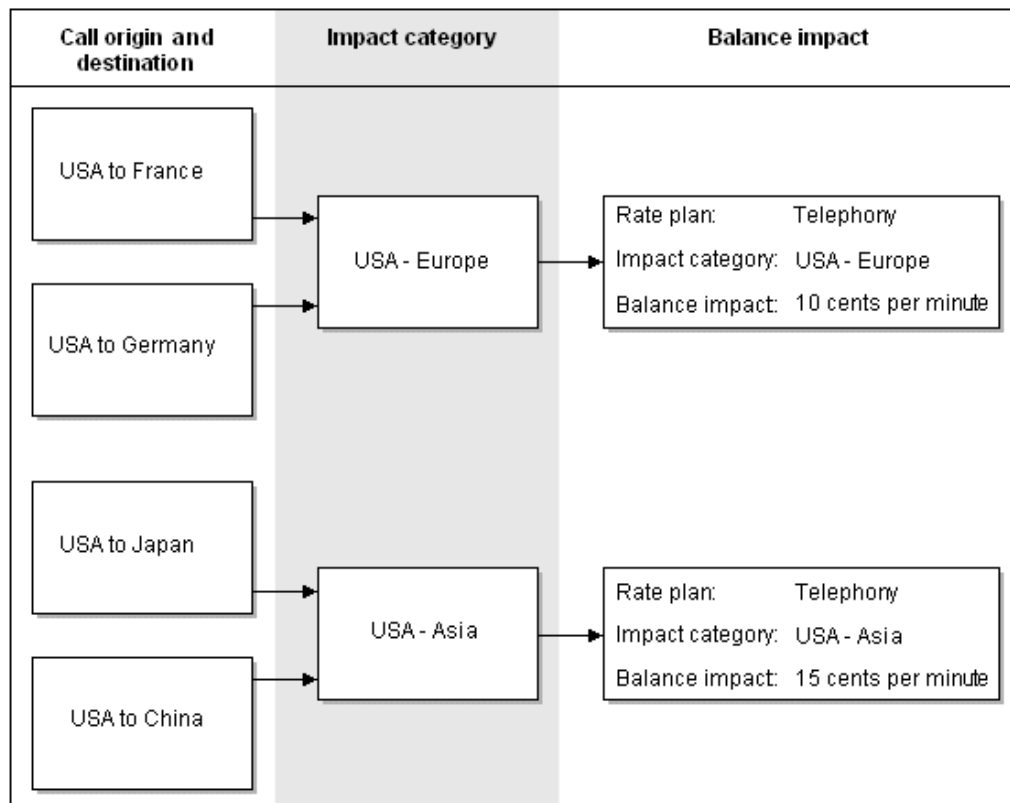 Call origin and
destination
Impact category
Balance impact
USA to France
USA to Germany
USA - Europe
Rate plan: Telephony
Impact category: USA - Europe
Balance impact: 10 cents per minute
USA to Japan
USA to China
USA - Asia
Rate plan: Telephony
Impact category: USA - Asia
Balance impact: 15 cents per minute